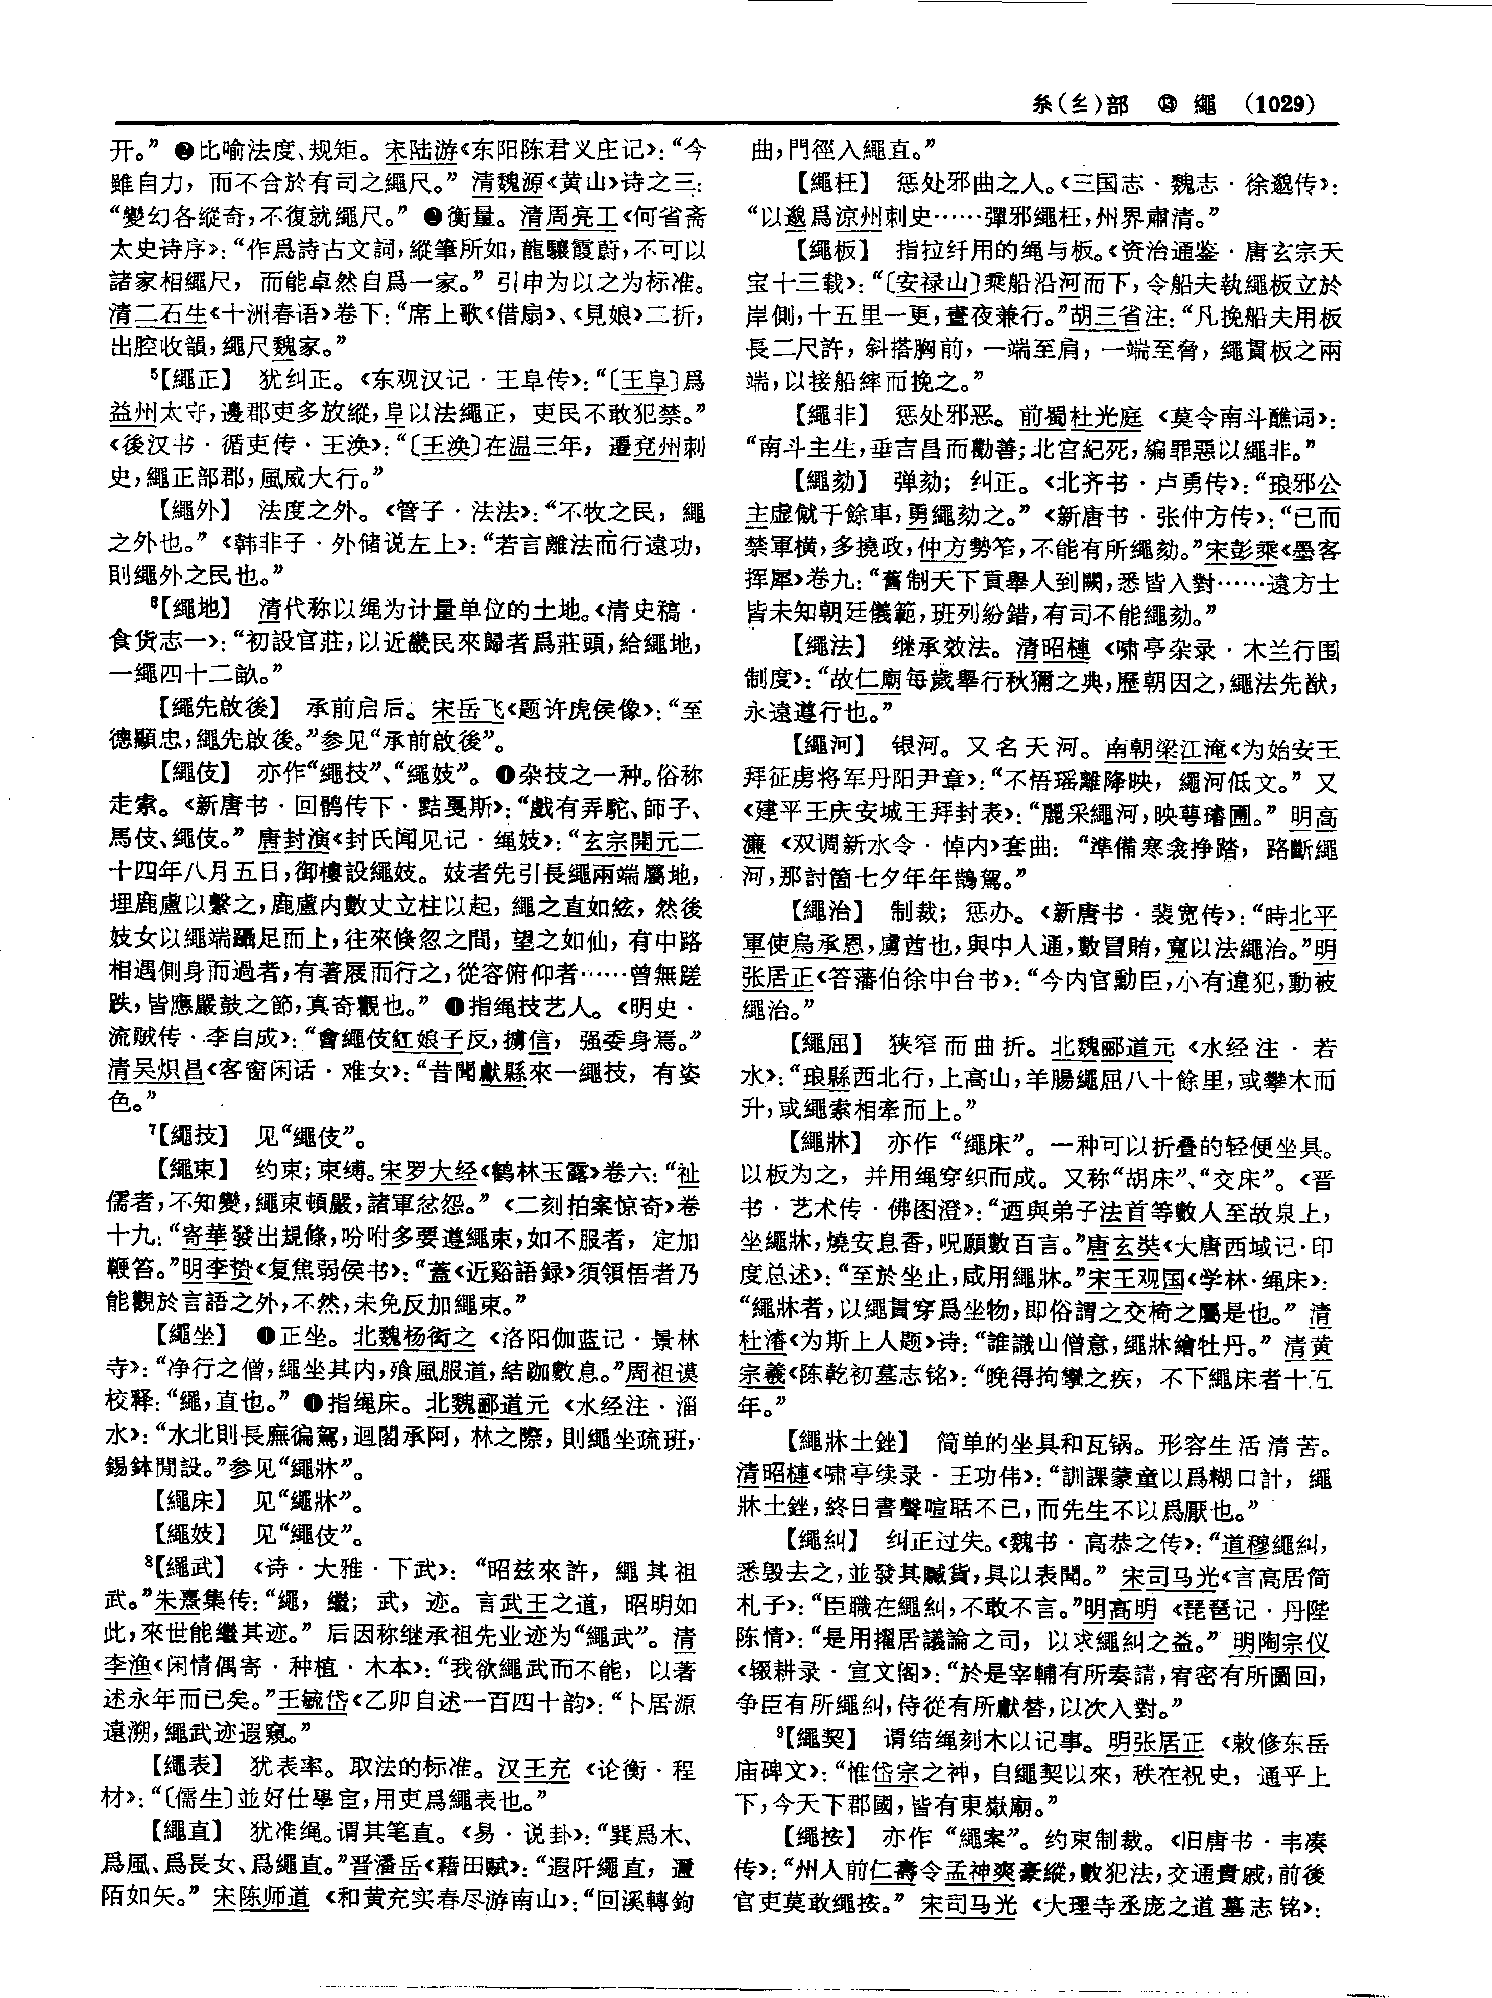 糸(糹)部 ⑬ 繩 (1029)
开。” ❷比喻法度、规矩。宋陆游《东阳陈君义庄记》：“今
雖自力，而不合於有司之繩尺。” 清魏源《黄山》诗之三：
“變幻各縱奇，不復就繩尺。” ❷衡量。清周亮工《何省斋
太史诗序》：“作爲詩古文詞，縱筆所如，龍驤霞蔚，不可以
諸家相繩尺，而能卓然自爲一家。” 引申为以之为标准。
清二石生《十洲春语》卷下：“席上歌《借扇》、《見娘》二折，
出腔收韻，繩尺魏家。”
⁵【繩正】 犹纠正。《东观汉记·王阜传》：“〔王阜〕爲
益州太守，邊郡吏多放縱，阜以法繩正，吏民不敢犯禁。”
《後汉书·循吏传·王涣》：“〔王涣〕在温三年，遷兗州刺
史，繩正部郡，風威大行。”
【繩外】 法度之外。《管子·法法》：“不牧之民，繩
之外也。” 《韩非子·外储说左上》：“若言離法而行遠功，
則繩外之民也。”
⁶【繩地】 清代称以绳为计量单位的土地。《清史稿·
食货志一》：“初設官莊，以近畿民來歸者爲莊頭，給繩地，
一繩四十二畝。”
【繩先啟後】 承前启后。宋岳飞《题许虎侯像》：“至
德顯忠，繩先啟後。”参见“承前啟後”。
【繩伎】 亦作“繩技”、“繩妓”。❶杂技之一种。俗称
走索。《新唐书·回鹘传下·黠戛斯》：“戲有弄駝、師子、
馬伎、繩伎。” 唐封演《封氏闻见记·绳妓》：“玄宗開元二
十四年八月五日，御樓設繩妓。妓者先引長繩兩端屬地，
埋鹿盧以繫之，鹿盧内數丈立柱以起，繩之直如絃，然後
妓女以繩端躡足而上，往來倏忽之間，望之如仙，有中路
相遇側身而過者，有著屐而行之，從容俯仰者……曾無蹉
跌，皆應嚴鼓之節，真奇觀也。” ❶指绳技艺人。《明史·
流贼传·李自成》：“會繩伎紅娘子反，擄信，强委身焉。”
清吴炽昌《客窗闲话·难女》：“昔聞獻縣來一繩技，有姿
色。”
⁷【繩技】 见“繩伎”。
【繩束】 约束；束缚。宋罗大经《鹤林玉露》卷六：“祉
儒者，不知變，繩束頓嚴，諸軍忿怨。” 《二刻拍案惊奇》卷
十九：“寄華發出規條，吩咐多要遵繩束，如不服者，定加
鞭笞。”明李贽《复焦弱侯书》：“蓋《近谿語録》須領悟者乃
能觀於言語之外，不然，未免反加繩束。”
【繩坐】 ❶正坐。北魏杨衒之《洛阳伽蓝记·景林
寺》：“净行之僧，繩坐其内，飱風服道，結跏數息。”周祖谟
校释：“繩，直也。” ❶指绳床。北魏郦道元《水经注·淄
水》：“水北則長廡徧駕，迴閣承阿，林之際，則繩坐疏班，
錫鉢閒設。”参见“繩牀”。
【繩床】 见“繩牀”。
【繩妓】 见“繩伎”。
⁸【繩武】 《诗·大雅·下武》：“昭兹來許，繩其祖
武。”朱熹集传：“繩，繼；武，迹。言武王之道，昭明如
此，來世能繼其迹。” 后因称继承祖先业迹为“繩武”。清
李渔《闲情偶寄·种植·木本》：“我欲繩武而不能，以著
述永年而已矣。”王毓岱《乙卯自述一百四十韵》：“卜居源
遠溯，繩武迹遐窺。”
【繩表】 犹表率。取法的标准。汉王充《论衡·程
材》：“〔儒生〕並好仕學宦，用吏爲繩表也。”
【繩直】 犹准绳。谓其笔直。《易·说卦》：“巽爲木、
爲風、爲長女、爲繩直。”晋潘岳《藉田赋》：“遐阡繩直，邇
陌如矢。” 宋陈师道《和黄充实春尽游南山》：“回溪轉鉤
曲，門徑入繩直。”
【繩枉】 惩处邪曲之人。《三国志·魏志·徐邈传》：
“以邈爲凉州刺史……彈邪繩枉，州界肅清。”
【繩板】 指拉纤用的绳与板。《资治通鉴·唐玄宗天
宝十三载》：“〔安禄山〕乘船沿河而下，令船夫執繩板立於
岸側，十五里一更，晝夜兼行。”胡三省注：“凡挽船夫用板
長二尺許，斜搭胸前，一端至肩，一端至脅，繩貫板之兩
端，以接船縴而挽之。”
【繩非】 惩处邪恶。前蜀杜光庭《莫令南斗醮词》：
“南斗主生，垂吉昌而勸善；北宫紀死，編罪惡以繩非。”
【繩劾】 弹劾；纠正。《北齐书·卢勇传》：“琅邪公
主虚僦千餘車，勇繩劾之。” 《新唐书·张仲方传》：“已而
禁軍横，多撓政，仲方勢窄，不能有所繩劾。”宋彭乘《墨客
挥犀》卷九：“舊制天下貢舉人到闕，悉皆入對……遠方士
皆未知朝廷儀範，班列紛錯，有司不能繩劾。”
【繩法】 继承效法。清昭槤《啸亭杂录·木兰行围
制度》：“故仁廟每歲舉行秋獮之典，歷朝因之，繩法先猷，
永遠遵行也。”
【繩河】 银河。又名天河。南朝梁江淹《为始安王
拜征虏将军丹阳尹章》：“不悟瑶離降映，繩河低文。” 又
《建平王庆安城王拜封表》：“麗采繩河，映萼璿圃。” 明高
濂《双调新水令·悼内》套曲：“準備寒衾挣踏，路斷繩
河，那討箇七夕年年鵲駕。”
【繩治】 制裁；惩办。《新唐书·裴宽传》：“時北平
軍使烏承恩，虜酋也，與中人通，數冒賄，寬以法繩治。”明
张居正《答藩伯徐中台书》：“今内官勳臣，小有違犯，動被
繩治。”
【繩屈】 狭窄而曲折。北魏郦道元《水经注·若
水》：“琅縣西北行，上高山，羊腸繩屈八十餘里，或攀木而
升，或繩索相牽而上。”
【繩牀】 亦作“繩床”。一种可以折叠的轻便坐具。
以板为之，并用绳穿织而成。又称“胡床”、“交床”。《晋
书·艺术传·佛图澄》：“迺與弟子法首等數人至故泉上，
坐繩牀，燒安息香，呪願數百言。”唐玄奘《大唐西域记·印
度总述》：“至於坐止，咸用繩牀。”宋王观国《学林·绳床》：
“繩牀者，以繩貫穿爲坐物，即俗謂之交椅之屬是也。” 清
杜濬《为斯上人题》诗：“誰識山僧意，繩牀繪牡丹。” 清黄
宗羲《陈乾初墓志铭》：“晚得拘攣之疾，不下繩床者十五
年。”
【繩牀土銼】 简单的坐具和瓦锅。形容生活清苦。
清昭槤《啸亭续录·王功伟》：“訓課蒙童以爲糊口計，繩
牀土銼，終日書聲喧聒不已，而先生不以爲厭也。”
【繩糾】 纠正过失。《魏书·高恭之传》：“道穆繩糾，
悉毁去之，並發其贓貨，具以表聞。” 宋司马光《言高居简
札子》：“臣職在繩糾，不敢不言。”明高明《琵琶记·丹陛
陈情》：“是用擢居議論之司，以求繩糾之益。” 明陶宗仪
《辍耕录·宣文阁》：“於是宰輔有所奏請，宥密有所圖回，
争臣有所繩糾，侍從有所獻替，以次入對。”
⁹【繩契】 谓结绳刻木以记事。明张居正《敕修东岳
庙碑文》：“惟岱宗之神，自繩契以來，秩在祝史，通乎上
下，今天下郡國，皆有東嶽廟。”
【繩按】 亦作“繩案”。约束制裁。《旧唐书·韦凑
传》：“州人前仁壽令孟神爽豪縱，數犯法，交通貴戚，前後
官吏莫敢繩按。” 宋司马光《大理寺丞庞之道墓志铭》：